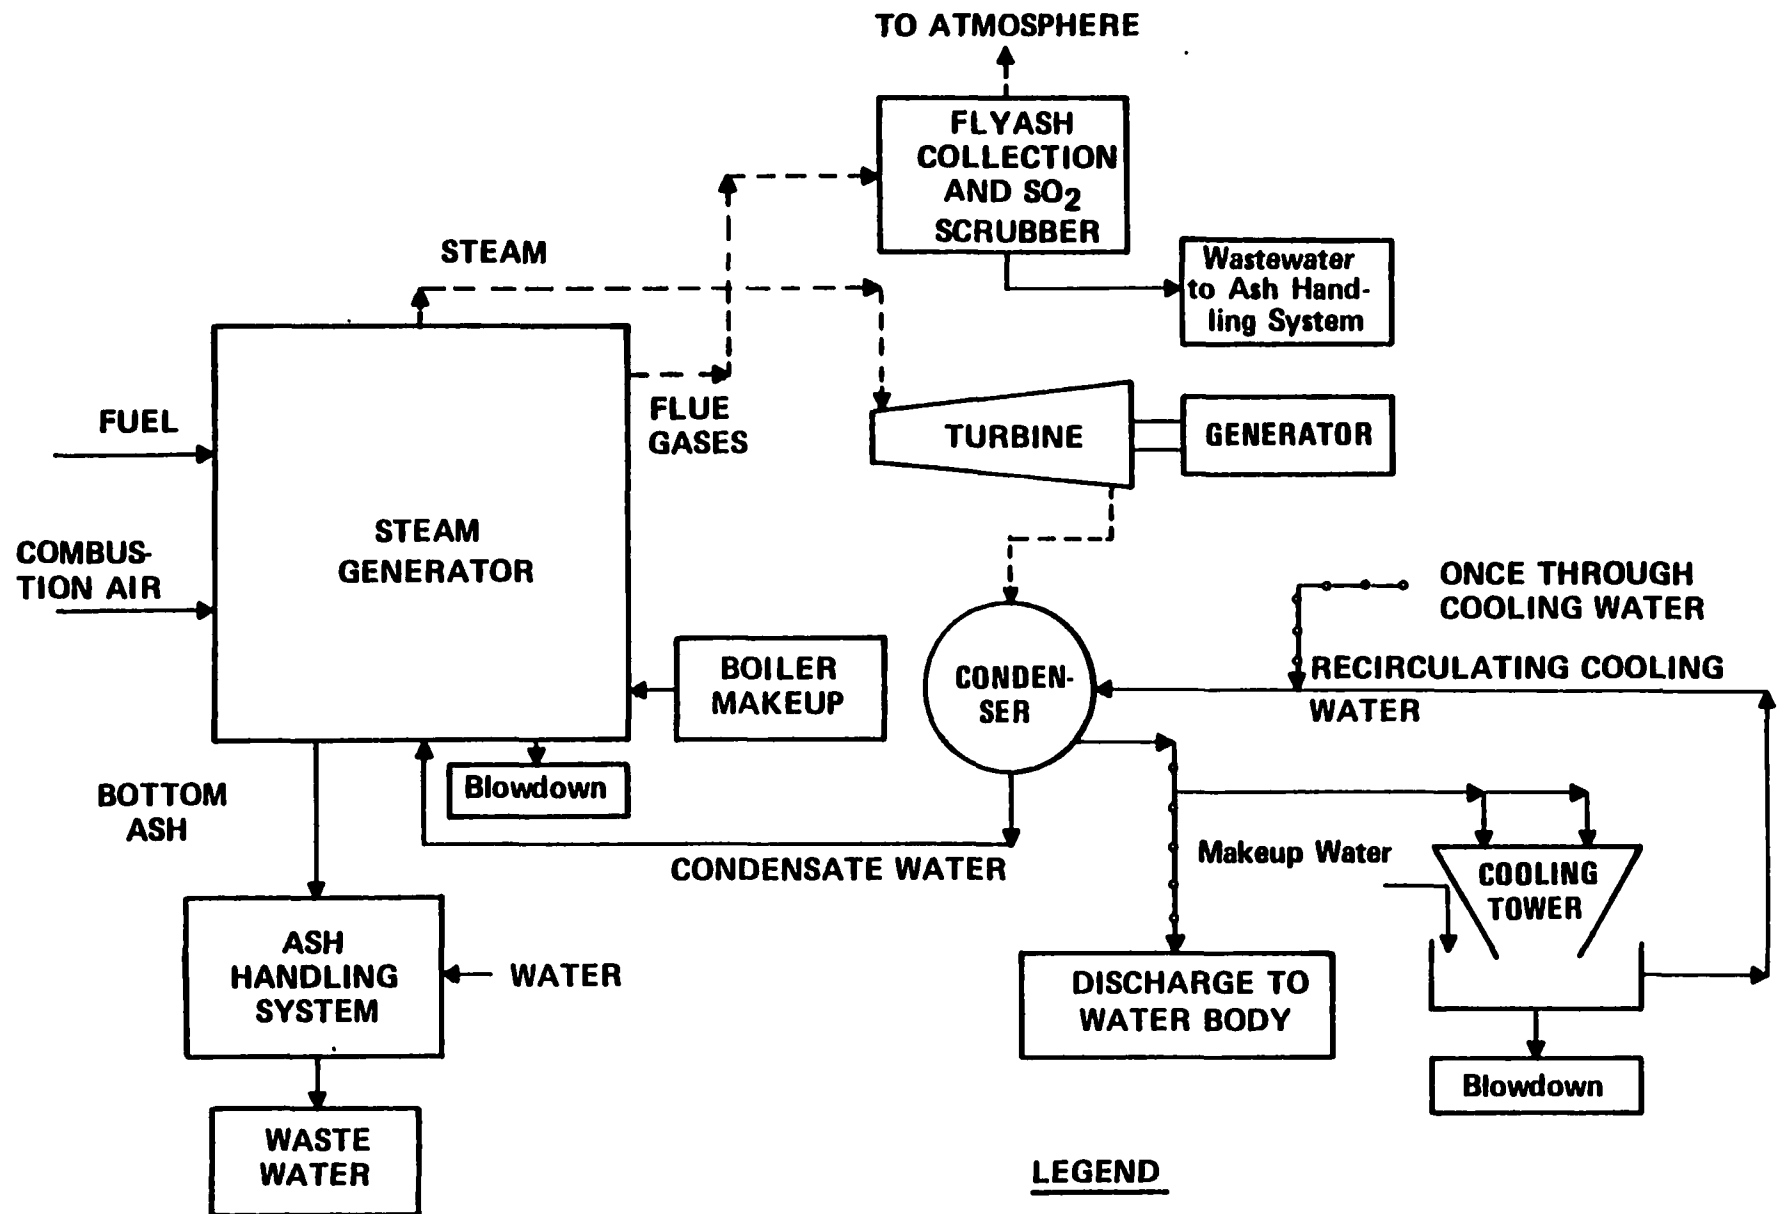 TO ATMOSPHERE
FLYASH
COLLECTION
AND SO2
SCRUBBER
STEAM
Wastewater
to Ash Hand-
ling System
FLUE
GASES
FUEL
TURBINE
GENERATOR
STEAM
GENERATOR
COMBUS-
TION AIR
ONCE THROUGH
COOLING WATER
BOILER
MAKEUP
CONDEN-
SER
RECIRCULATING COOLING
WATER
Blowdown
BOTTOM
ASH
CONDENSATE WATER
Makeup Water
COOLING
TOWER
ASH
HANDLING
SYSTEM
WATER
DISCHARGE TO
WATER BODY
Blowdown
WASTE
WATER
LEGEND